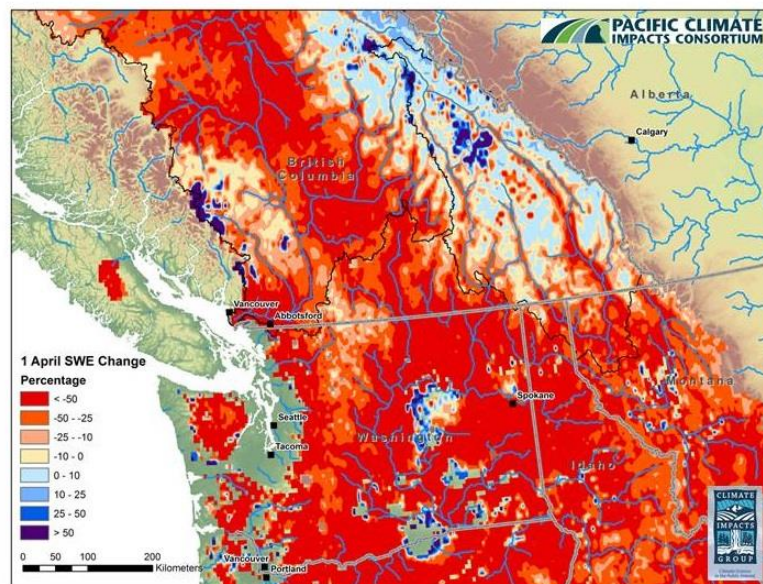 PACIFIC CLIMATE
IMPACTS CONSORTIUM
Alberta
Calgary
British
Columbia
Vancouver
Abbotsford
1 April SWE Change
Percentage
< -50
-50 - -25
-25 - -10
-10 - 0
0 - 10
10 - 25
25 - 50
> 50
Montana
Spokane
Seattle
Washington
Tacoma
Idaho
CLIMATE
IMPACTS
GROUP
Vancouver
Portland
0 25 50 100 150 200
Kilometers